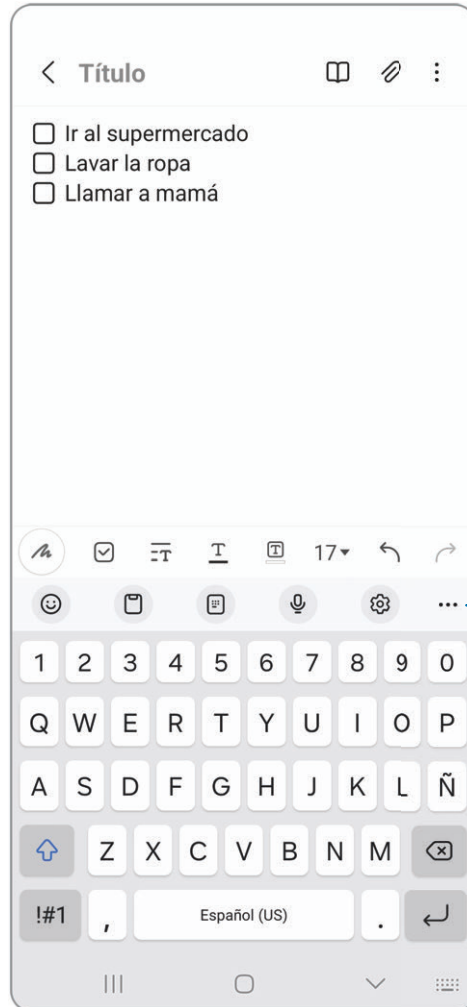 Título
Ir al supermercado
Lavar la ropa
Llamar a mamá
T T T 17
1 2 3 4 5 6 7 8 9 0
Q W E R T Y U I O P
A S D F G H J K L Ñ
Z X C V B N M
!#1 , Español (US) .